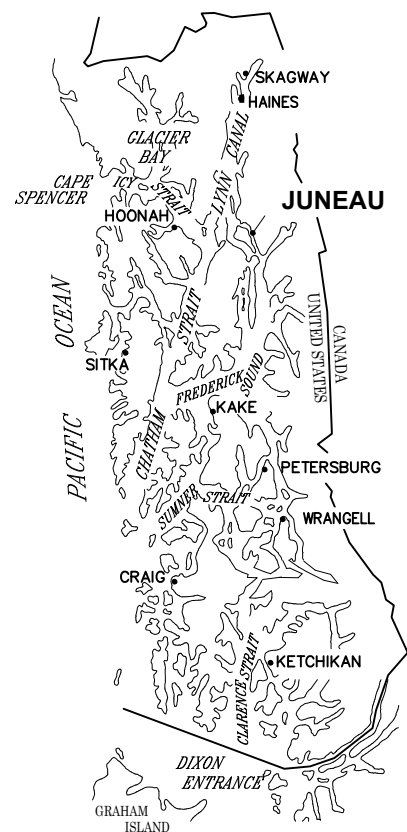 SKAGWAY
HAINES
GLACIER
BAY
LYNN CANAL
CAPE
SPENCER
ICY STRAIT
JUNEAU
HOONAH
PACIFIC OCEAN
CHATHAM STRAIT
UNITED STATES
CANADA
SITKA
FREDERICK SOUND
KAKE
PETERSBURG
SUMNER STRAIT
WRANGELL
CRAIG
CLARENCE STRAIT
KETCHIKAN
DIXON
ENTRANCE
GRAHAM
ISLAND